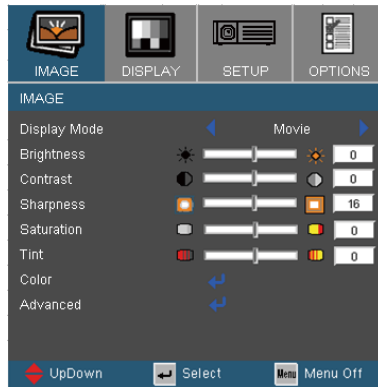 IMAGE DISPLAY SETUP OPTIONS
IMAGE
Display Mode Movie
Brightness 0
Contrast 0
Sharpness 16
Saturation 0
Tint 0
Color
Advanced
UpDown Select Menu Menu Off